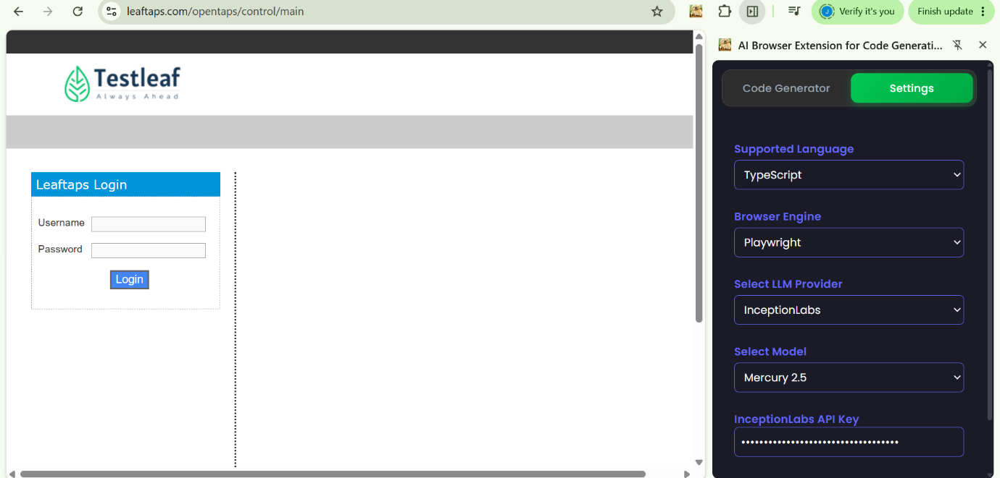 leaftaps.com/opentaps/control/main
J
Verify it's you
Finish update
Testleaf
Always Ahead
Leaftaps Login
Username
Password
Login
AI Browser Extension for Code Generati...
Code Generator
Settings
Supported Language
TypeScript
Browser Engine
Playwright
Select LLM Provider
InceptionLabs
Select Model
Mercury 2.5
InceptionLabs API Key